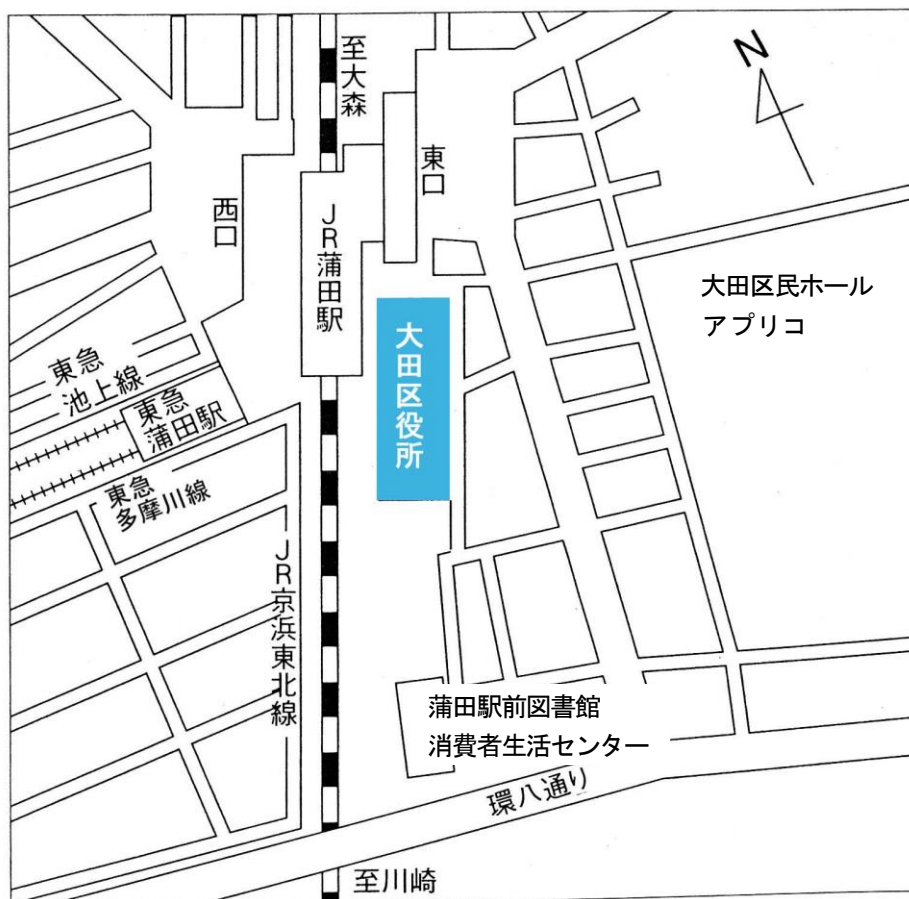 至大森
N
東口
西口
JR蒲田駅
大田区民ホール
アプリコ
大田区役所
東急
池上線
東急
蒲田駅
東急
多摩川線
JR京浜東北線
蒲田駅前図書館
消費者生活センター
環八通り
至川崎